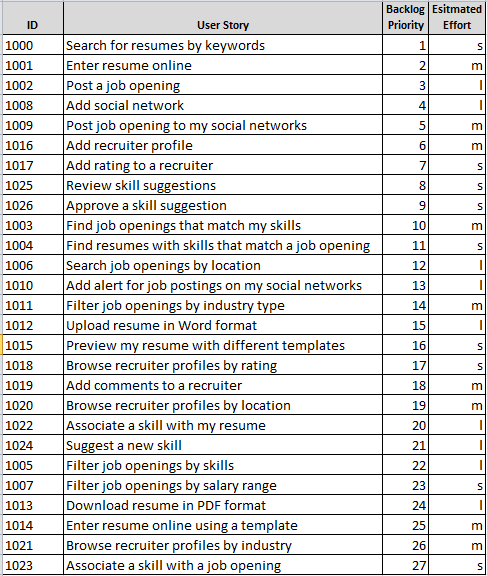 ID User Story Backlog Priority Esitmated Effort
1000 Search for resumes by keywords 1 s
1001 Enter resume online 2 m
1002 Post a job opening 3 l
1008 Add social network 4 l
1009 Post job opening to my social networks 5 m
1016 Add recruiter profile 6 m
1017 Add rating to a recruiter 7 s
1025 Review skill suggestions 8 s
1026 Approve a skill suggestion 9 s
1003 Find job openings that match my skills 10 m
1004 Find resumes with skills that match a job opening 11 s
1006 Search job openings by location 12 l
1010 Add alert for job postings on my social networks 13 l
1011 Filter job openings by industry type 14 m
1012 Upload resume in Word format 15 l
1015 Preview my resume with different templates 16 s
1018 Browse recruiter profiles by rating 17 s
1019 Add comments to a recruiter 18 m
1020 Browse recruiter profiles by location 19 m
1022 Associate a skill with my resume 20 l
1024 Suggest a new skill 21 l
1005 Filter job openings by skills 22 l
1007 Filter job openings by salary range 23 s
1013 Download resume in PDF format 24 l
1014 Enter resume online using a template 25 m
1021 Browse recruiter profiles by industry 26 m
1023 Associate a skill with a job opening 27 s